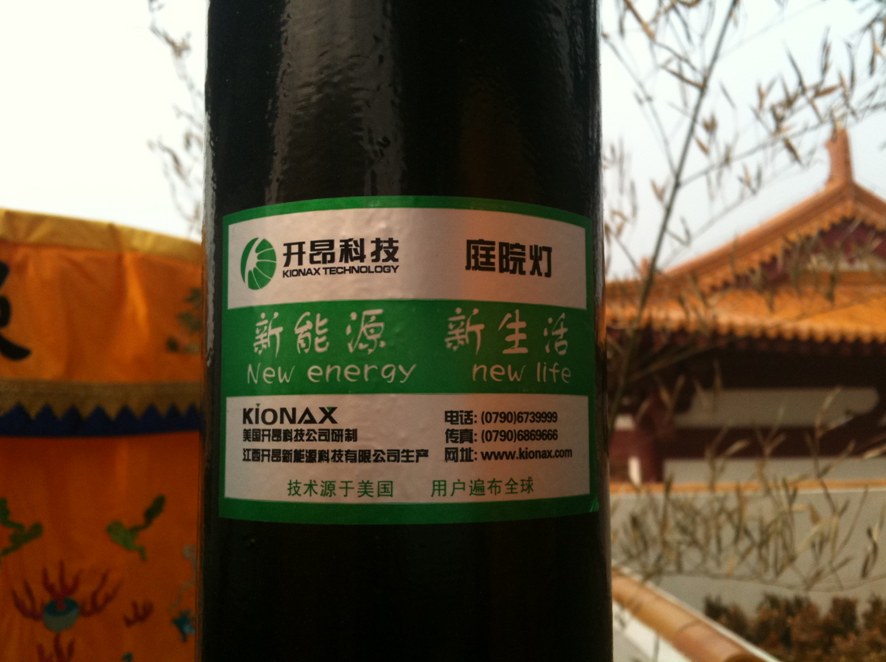 开昂科技
KIONAX TECHNOLOGY
庭院灯
新能源 新生活
New energy new life
KIONAX
美国开昂科技公司研制
江西开昂新能源科技有限公司生产
电话: (0790)6739999
传真: (0790)6869666
网址: www.kionax.com
技术源于美国 用户遍布全球